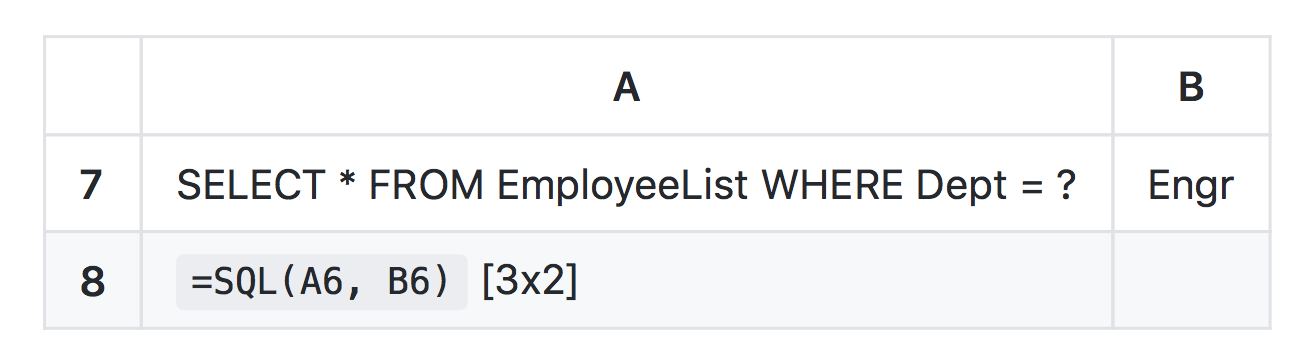 A B
7 SELECT * FROM EmployeeList WHERE Dept = ? Engr
8 =SQL(A6, B6) [3x2]